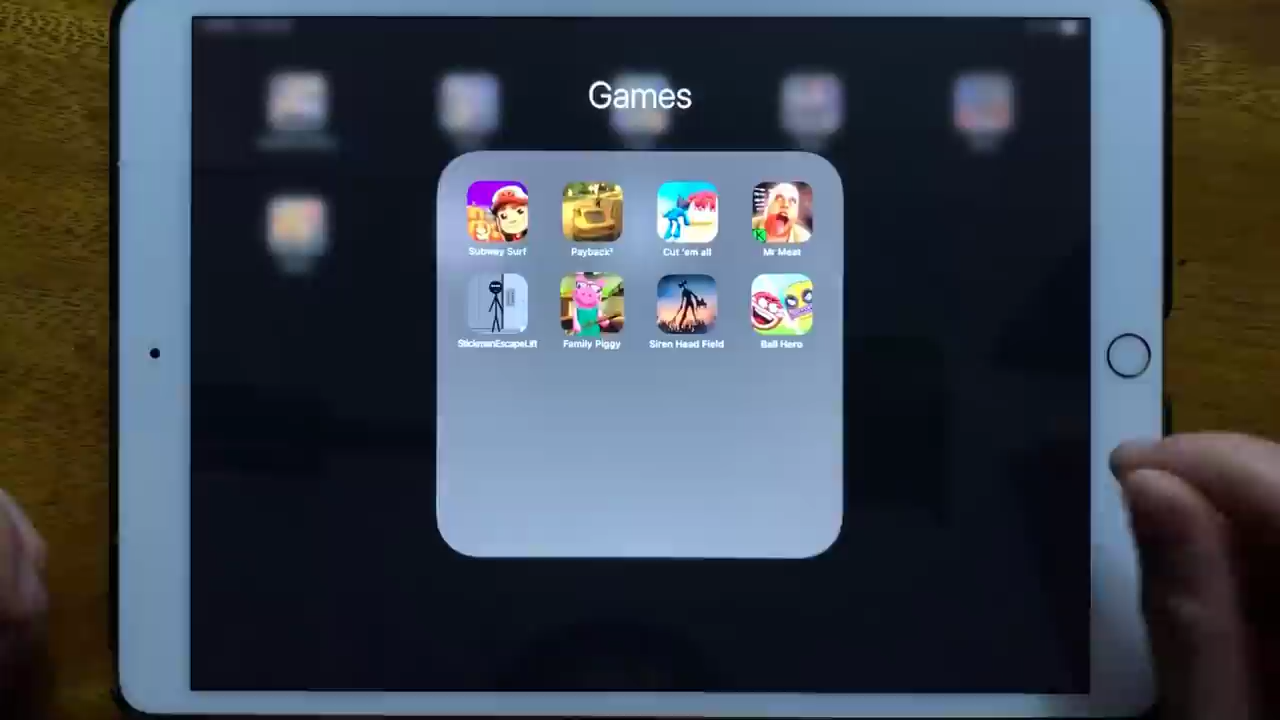 Games
Subway Surf
Payback²
Cut 'em all
Mr Meat
StickmanEscapeLift
Family Piggy
Siren Head Field
Ball Hero